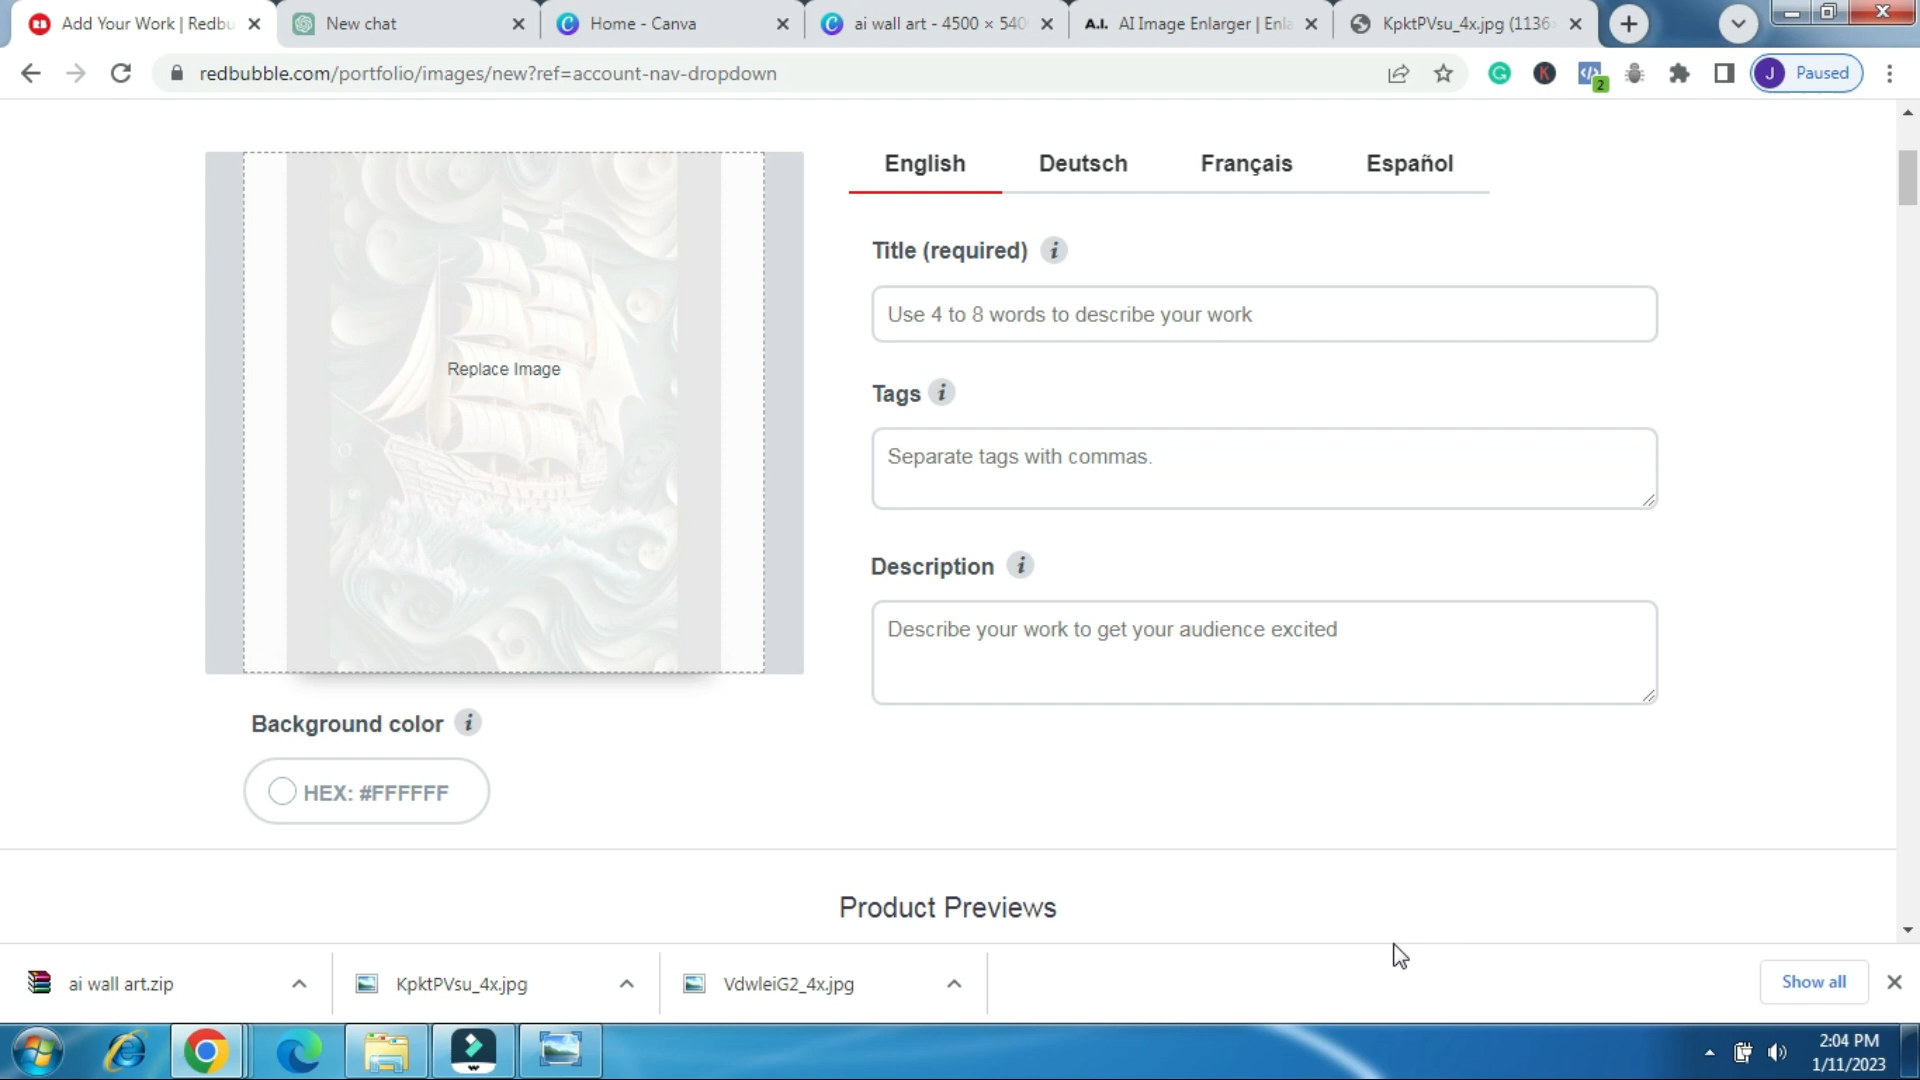 Add Your Work | Redbu
New chat
Home - Canva
ai wall art - 4500 × 540
A.I. AI Image Enlarger | Enla
KpktPVsu_4x.jpg (1136×
redbubble.com/portfolio/images/new?ref=account-nav-dropdown
2
J Paused
English Deutsch Français Español
Title (required) i
Use 4 to 8 words to describe your work
Replace Image
Tags i
Separate tags with commas.
Description i
Describe your work to get your audience excited
Background color i
HEX: #FFFFFF
Product Previews
ai wall art.zip
KpktPVsu_4x.jpg
VdwleiG2_4x.jpg
Show all
2:04 PM
1/11/2023